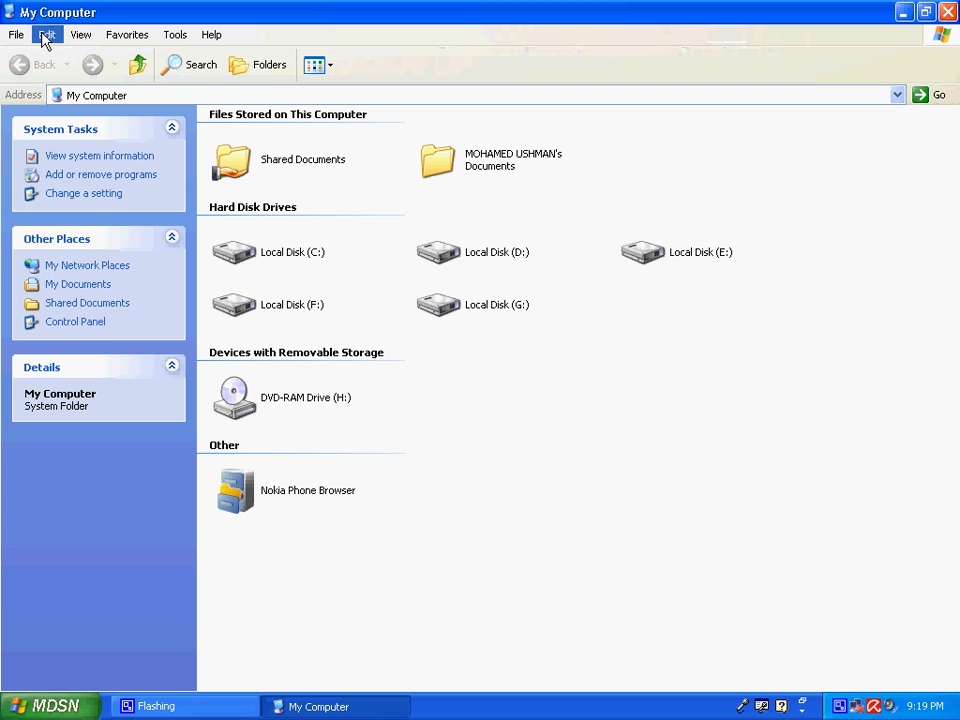 My Computer
File Edit View Favorites Tools Help
Back Search Folders
Address My Computer Go
System Tasks
View system information
Add or remove programs
Change a setting
Other Places
My Network Places
My Documents
Shared Documents
Control Panel
Details
My Computer
System Folder
Files Stored on This Computer
Shared Documents
MOHAMED USHMAN's
Documents
Hard Disk Drives
Local Disk (C:)
Local Disk (D:)
Local Disk (E:)
Local Disk (F:)
Local Disk (G:)
Devices with Removable Storage
DVD-RAM Drive (H:)
Other
Nokia Phone Browser
MDSN Flashing My Computer 9:19 PM